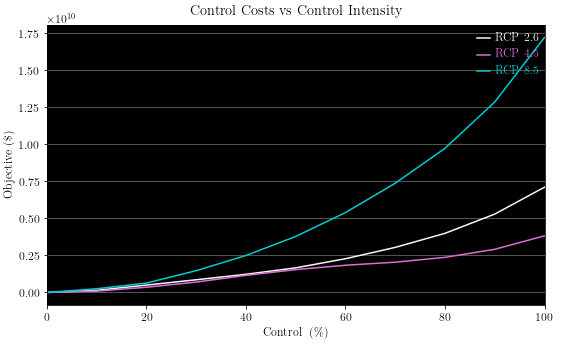 Control Costs vs Control Intensity
×10¹⁰
1.75
1.50
1.25
1.00
0.75
0.50
0.25
0.00
Objective ($)
RCP 2.6
RCP 4.5
RCP 8.5
0 20 40 60 80 100
Control (%)